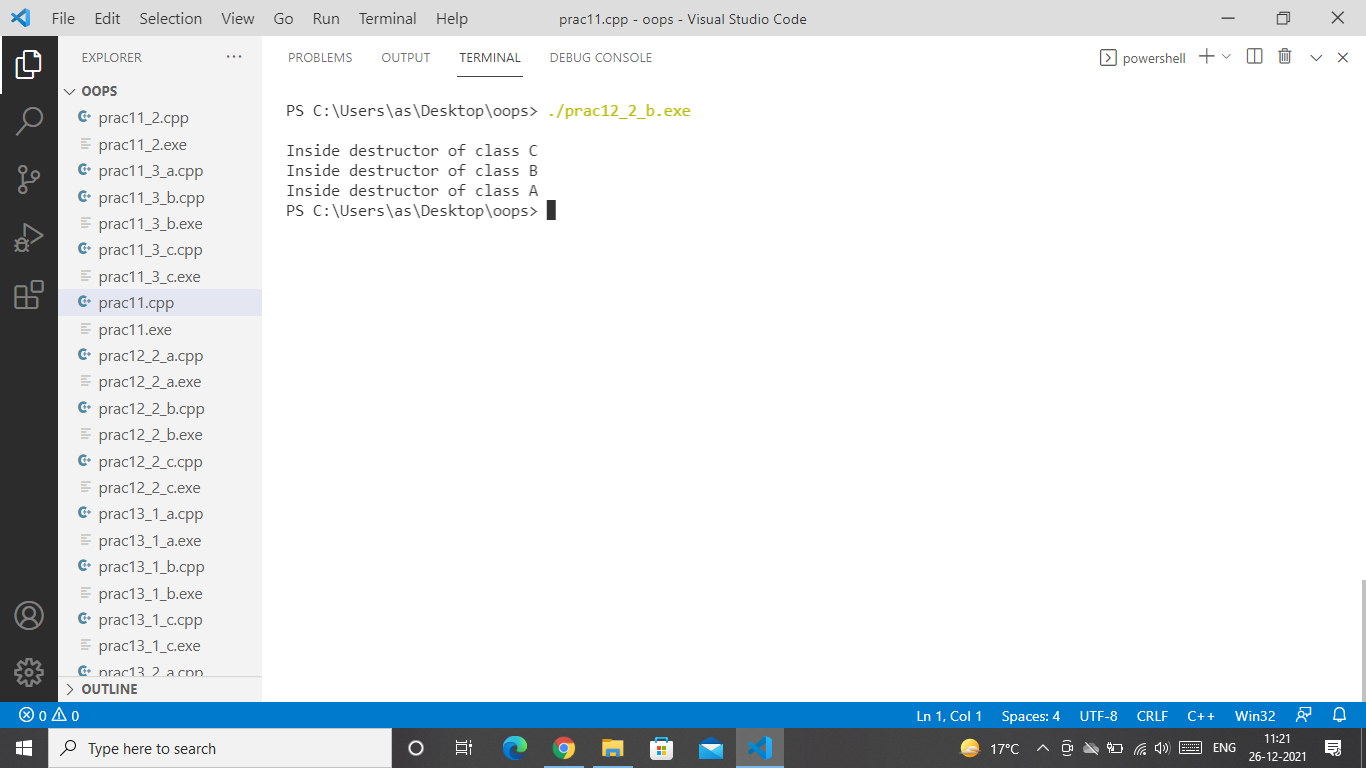 File Edit Selection View Go Run Terminal Help prac11.cpp - oops - Visual Studio Code
EXPLORER ···
OOPS
prac11_2.cpp
prac11_2.exe
prac11_3_a.cpp
prac11_3_b.cpp
prac11_3_b.exe
prac11_3_c.cpp
prac11_3_c.exe
prac11.cpp
prac11.exe
prac12_2_a.cpp
prac12_2_a.exe
prac12_2_b.cpp
prac12_2_b.exe
prac12_2_c.cpp
prac12_2_c.exe
prac13_1_a.cpp
prac13_1_a.exe
prac13_1_b.cpp
prac13_1_b.exe
prac13_1_c.cpp
prac13_1_c.exe
prac13_2_a.cpp
OUTLINE
PROBLEMS OUTPUT TERMINAL DEBUG CONSOLE powershell
PS C:\Users\as\Desktop\oops> ./prac12_2_b.exe
Inside destructor of class C
Inside destructor of class B
Inside destructor of class A
PS C:\Users\as\Desktop\oops>
0 0 Ln 1, Col 1 Spaces: 4 UTF-8 CRLF C++ Win32
Type here to search 17°C ENG 11:21
26-12-2021